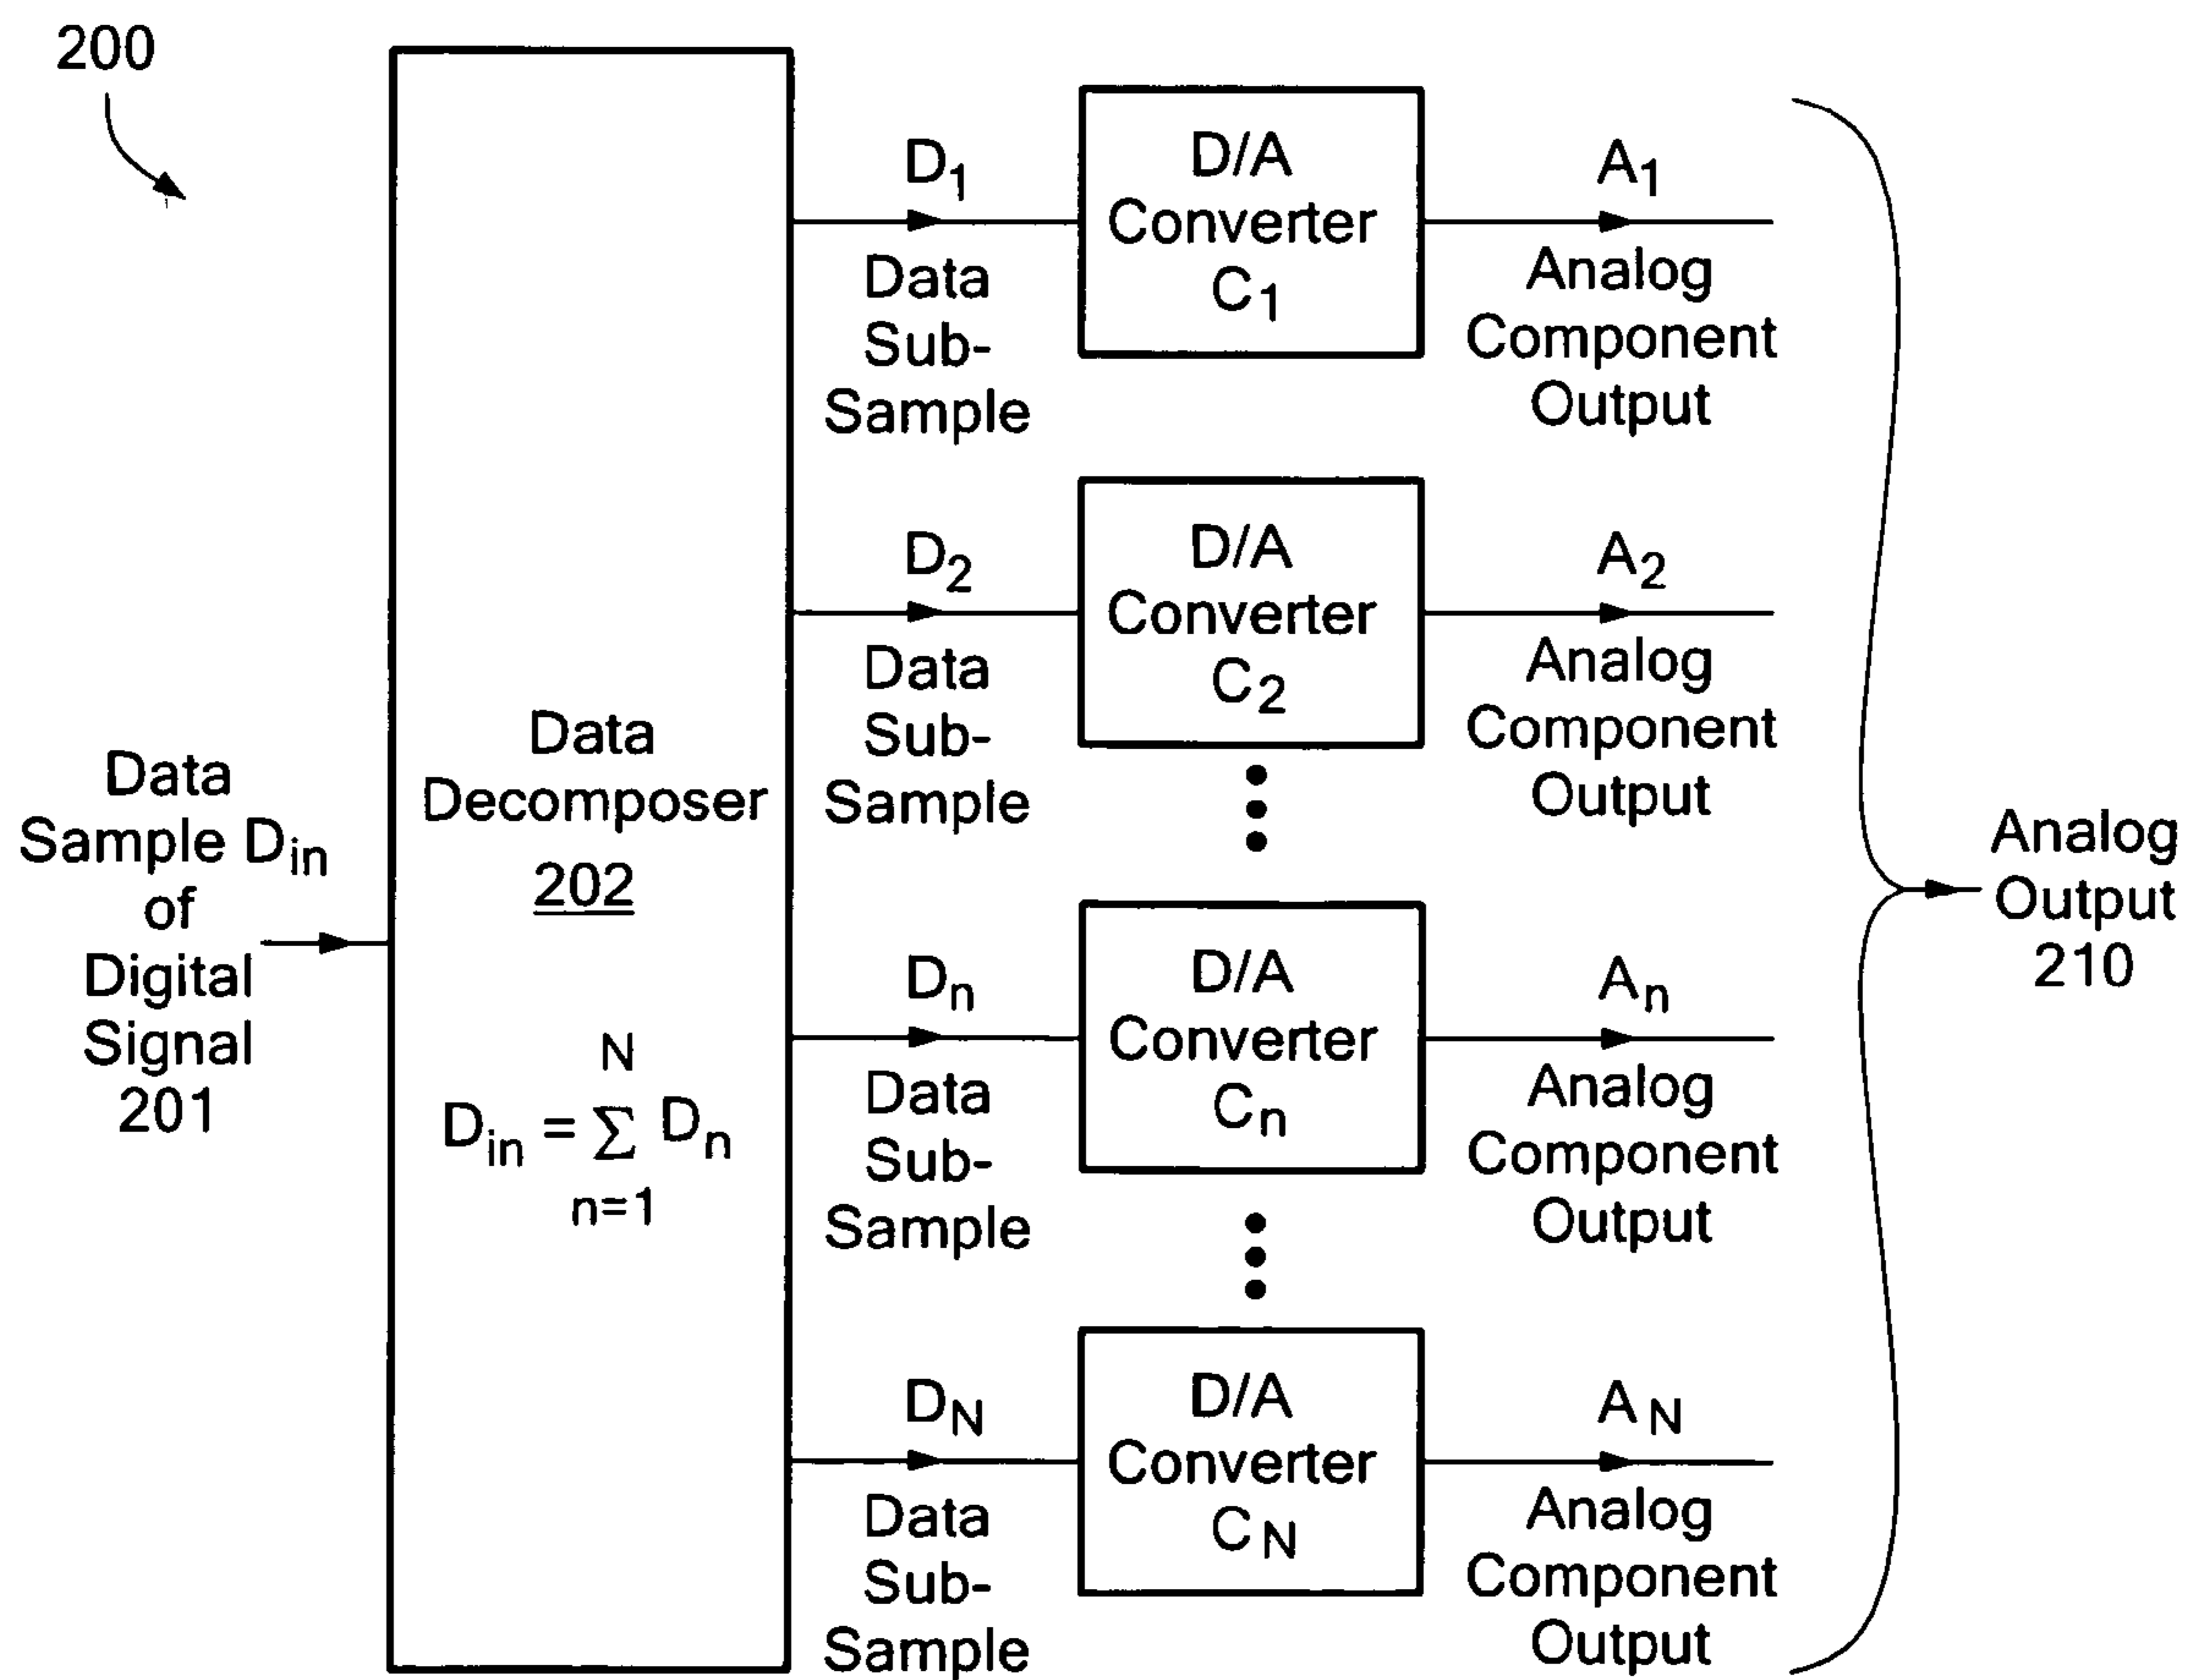 200
Data
Sample Din
of
Digital
Signal
201
Data
Decomposer
202
N
Din = Σ Dn
n=1
D1
Data
Sub-
Sample
D/A
Converter
C1
A1
Analog
Component
Output
D2
Data
Sub-
Sample
D/A
Converter
C2
A2
Analog
Component
Output
Dn
Data
Sub-
Sample
D/A
Converter
Cn
An
Analog
Component
Output
DN
Data
Sub-
Sample
D/A
Converter
CN
AN
Analog
Component
Output
Analog
Output
210